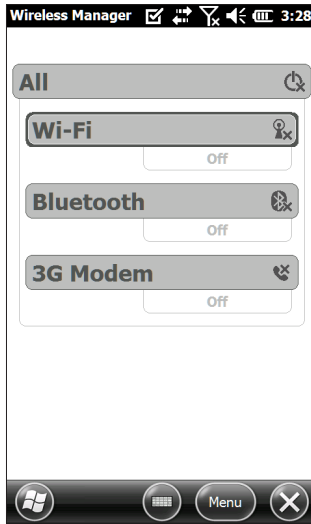 Wireless Manager 3:28
All
Wi-Fi
Off
Bluetooth
Off
3G Modem
Off
Menu